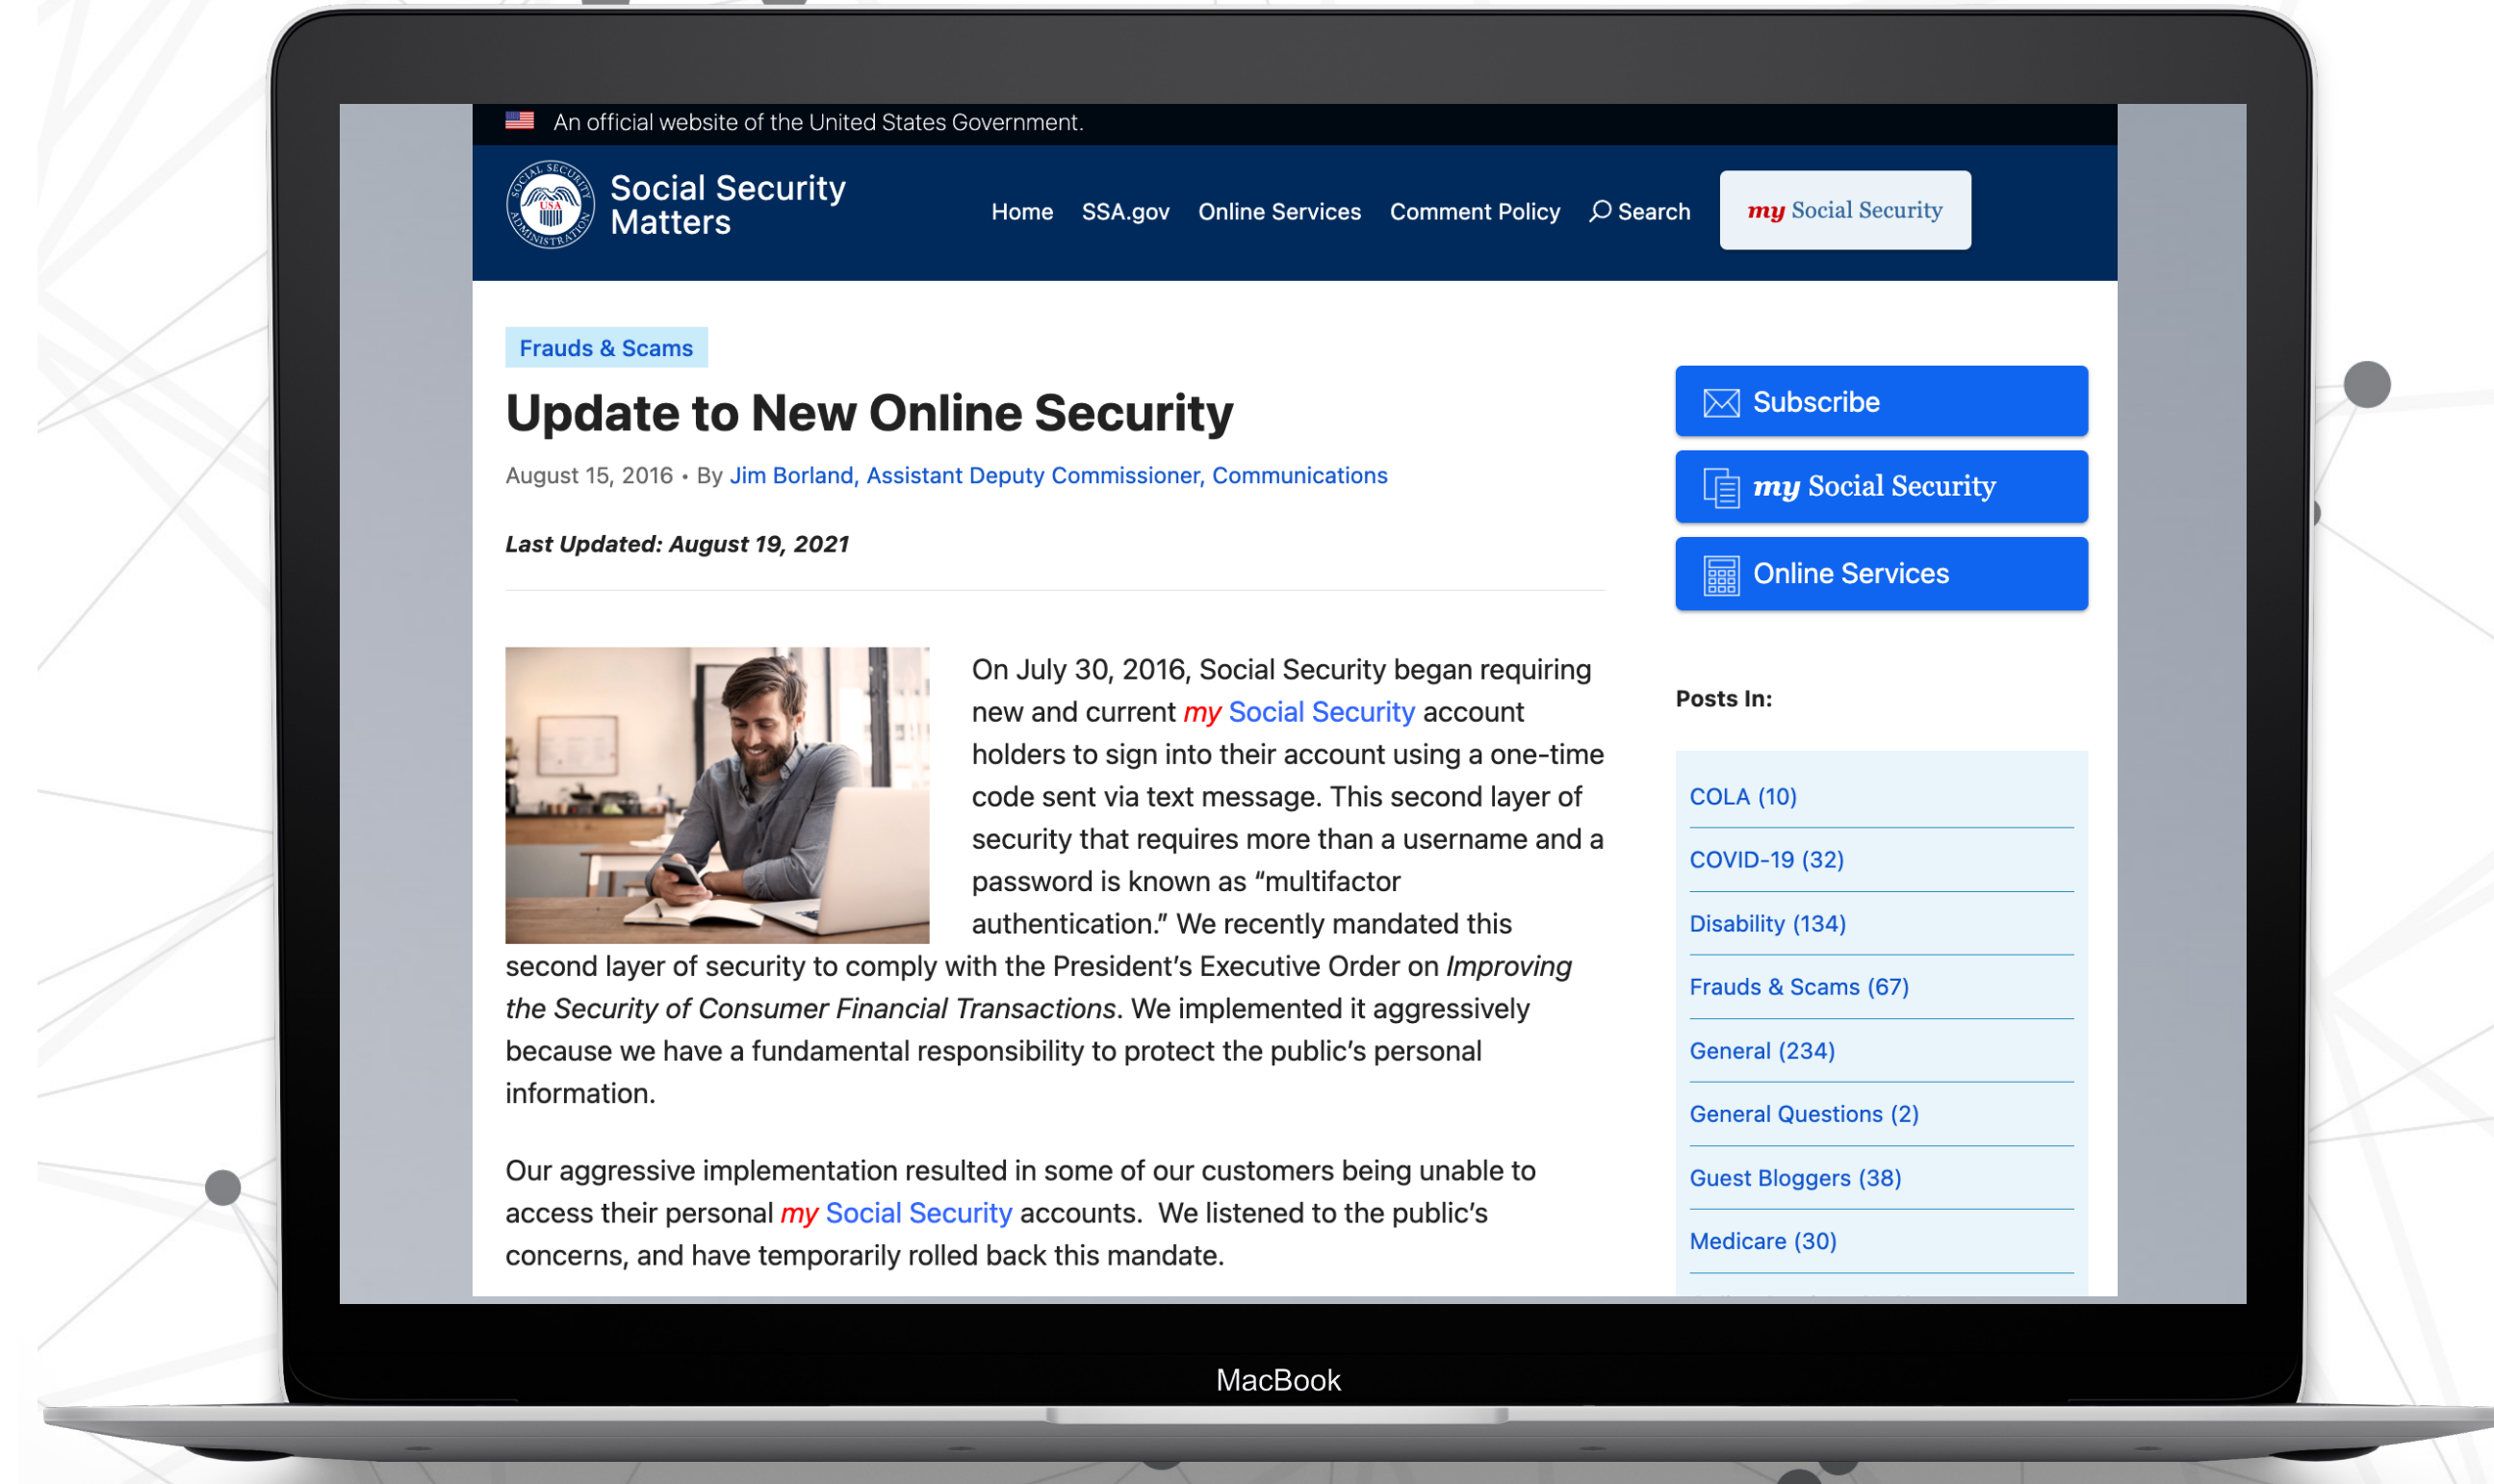 An official website of the United States Government.
SOCIAL SECURITY ADMINISTRATION
USA
Social Security
Matters
Home SSA.gov Online Services Comment Policy Search my Social Security
Frauds & Scams
Update to New Online Security
August 15, 2016 • By Jim Borland, Assistant Deputy Commissioner, Communications
Last Updated: August 19, 2021
On July 30, 2016, Social Security began requiring
new and current my Social Security account
holders to sign into their account using a one-time
code sent via text message. This second layer of
security that requires more than a username and a
password is known as “multifactor
authentication.” We recently mandated this
second layer of security to comply with the President’s Executive Order on Improving
the Security of Consumer Financial Transactions. We implemented it aggressively
because we have a fundamental responsibility to protect the public’s personal
information.
Our aggressive implementation resulted in some of our customers being unable to
access their personal my Social Security accounts.  We listened to the public’s
concerns, and have temporarily rolled back this mandate.
Subscribe
my Social Security
Online Services
Posts In:
COLA (10)
COVID-19 (32)
Disability (134)
Frauds & Scams (67)
General (234)
General Questions (2)
Guest Bloggers (38)
Medicare (30)
MacBook